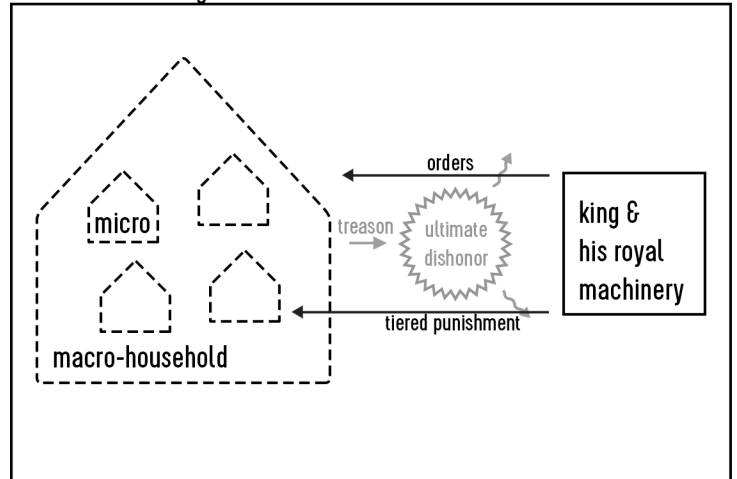 orders
king &
his royal
machinery
micro
treason
ultimate
dishonor
tiered punishment
macro-household